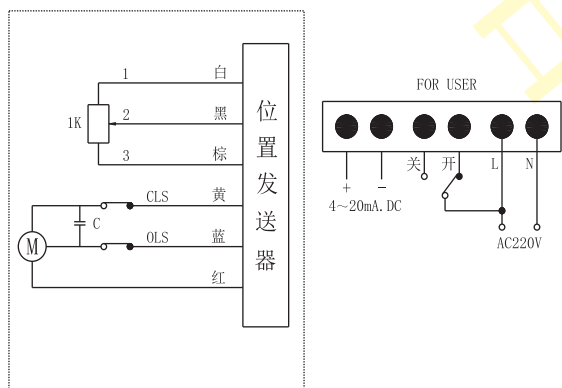 1 白
1K 2 黑
3 棕
CLS 黄
C
OLS 蓝
M
红
位置发送器
FOR USER
关 开 L N
+ −
4～20mA.DC
AC220V